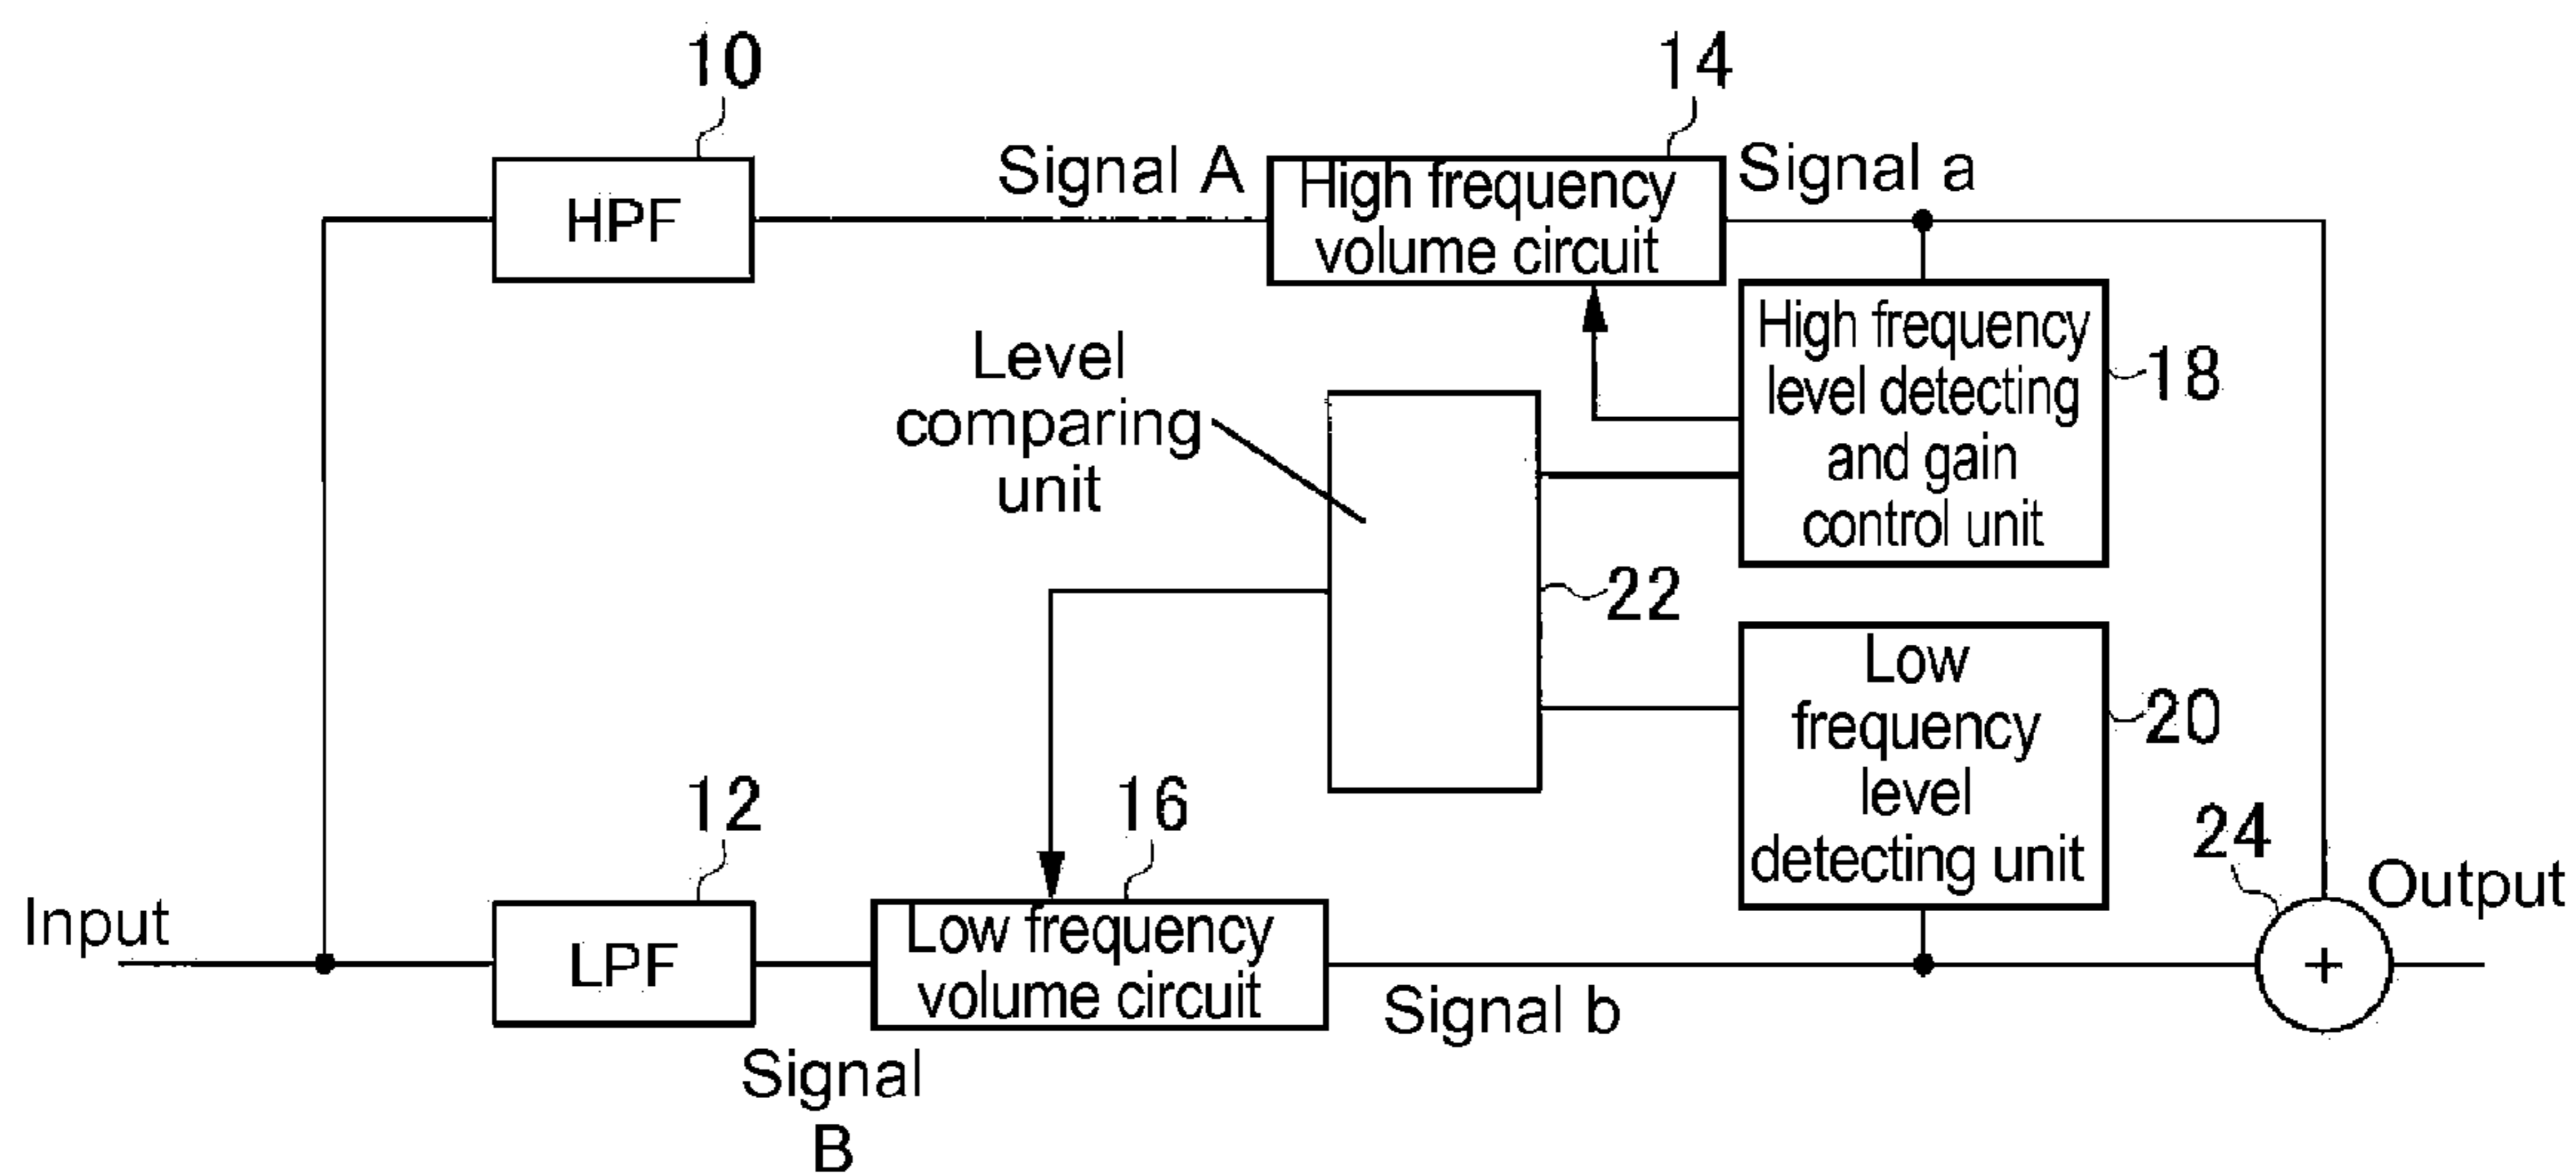 10
14
HPF
Signal A
High frequency
volume circuit
Signal a
Level
comparing
unit
High frequency
level detecting
and gain
control unit
18
22
Low
frequency
level
detecting unit
20
12
16
24
Input
LPF
Low frequency
volume circuit
Signal
B
Signal b
+
Output